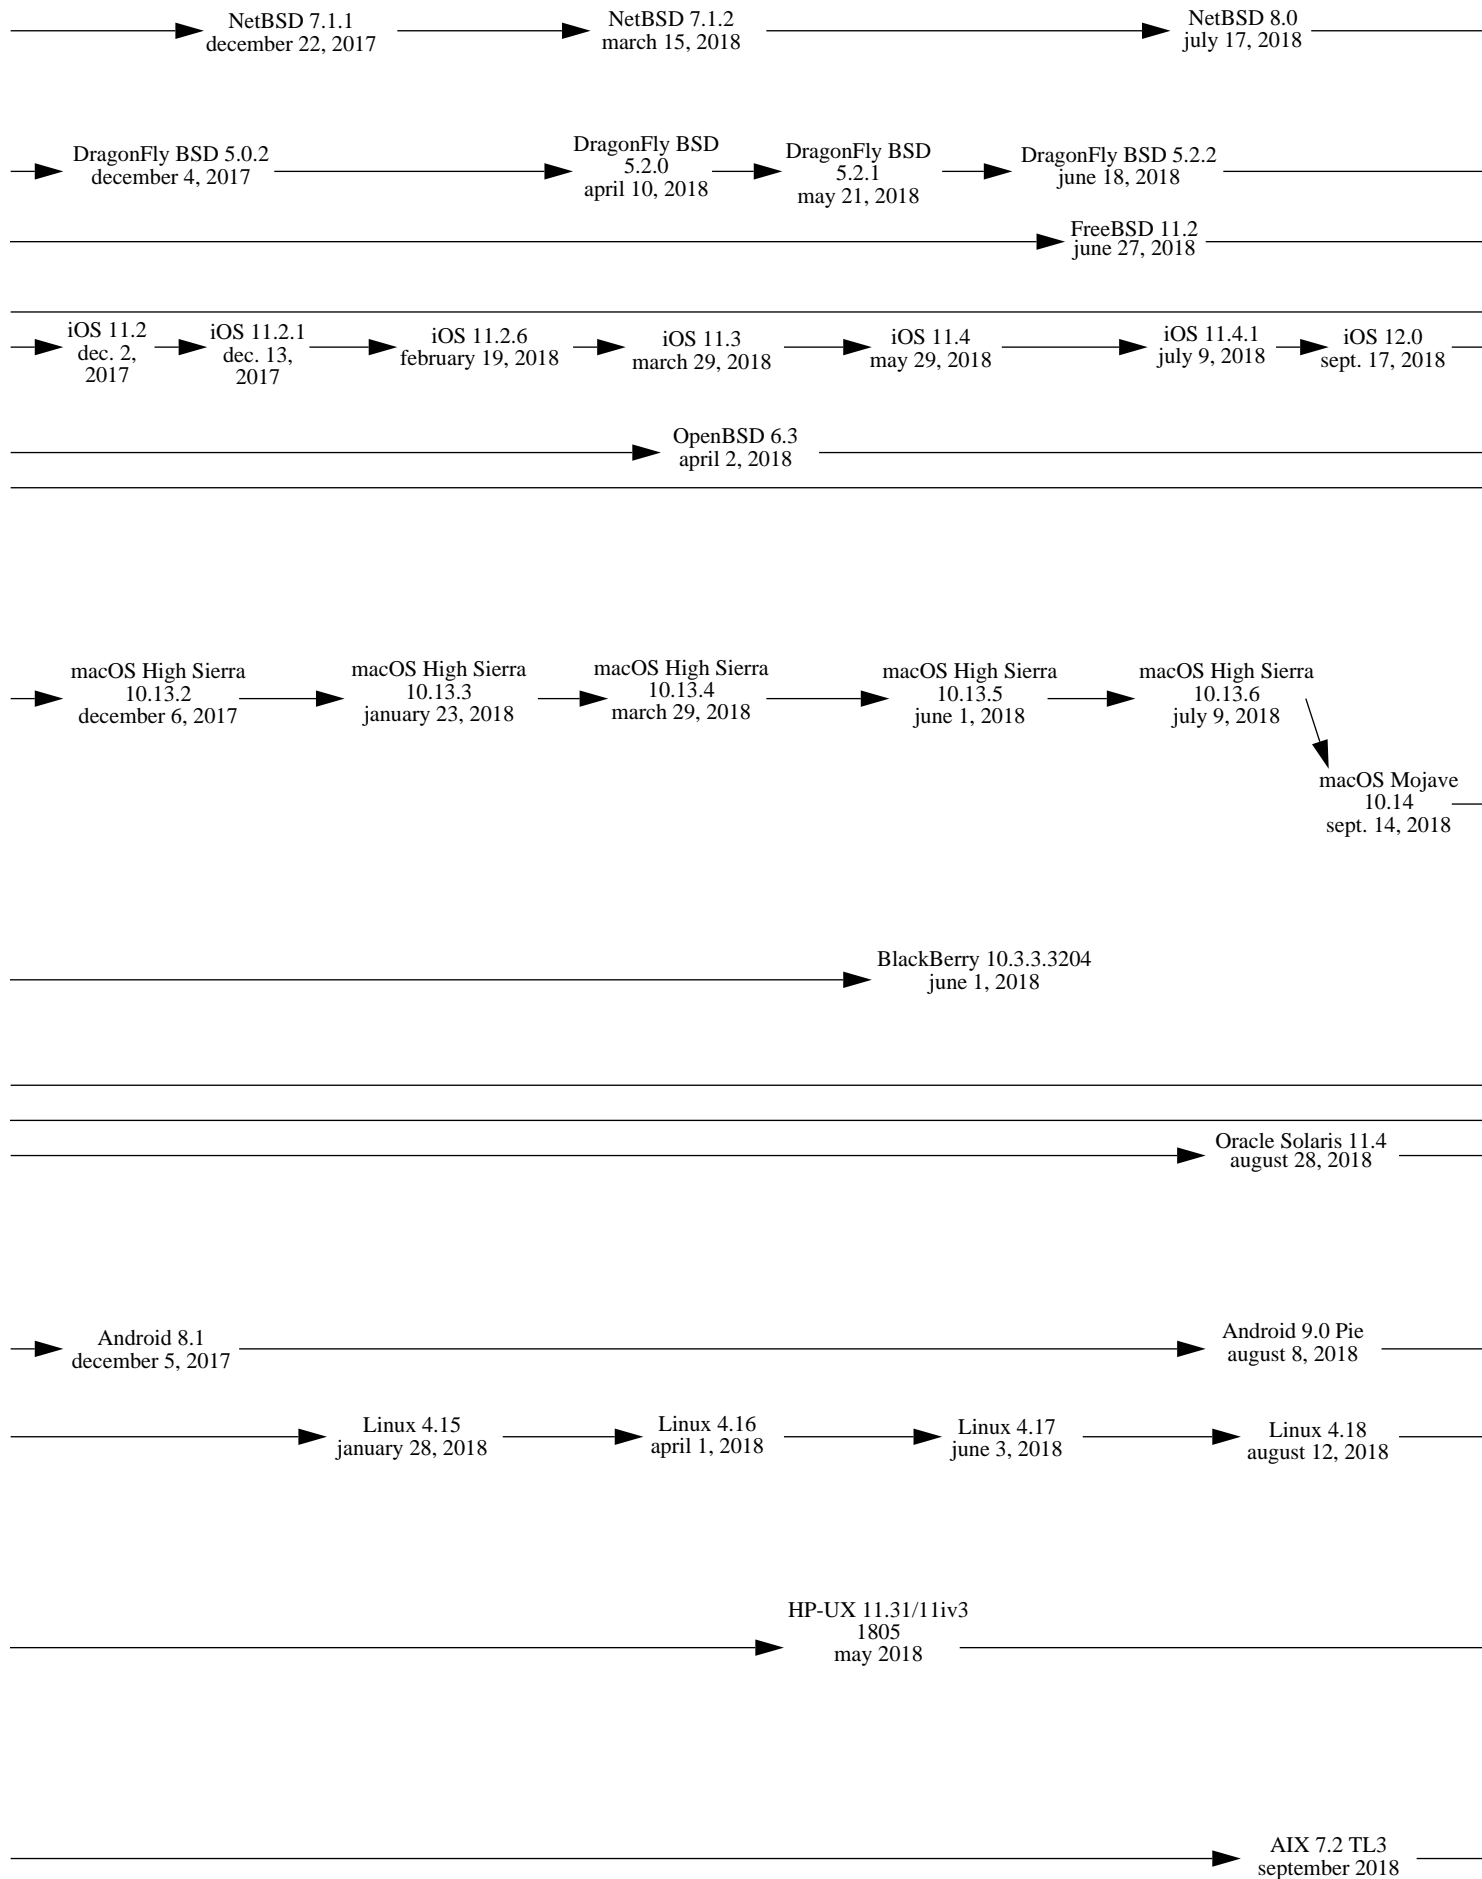 NetBSD 7.1.1
december 22, 2017
NetBSD 7.1.2
march 15, 2018
NetBSD 8.0
july 17, 2018
DragonFly BSD 5.0.2
december 4, 2017
DragonFly BSD
5.2.0
april 10, 2018
DragonFly BSD
5.2.1
may 21, 2018
DragonFly BSD 5.2.2
june 18, 2018
FreeBSD 11.2
june 27, 2018
iOS 11.2
dec. 2,
2017
iOS 11.2.1
dec. 13,
2017
iOS 11.2.6
february 19, 2018
iOS 11.3
march 29, 2018
iOS 11.4
may 29, 2018
iOS 11.4.1
july 9, 2018
iOS 12.0
sept. 17, 2018
OpenBSD 6.3
april 2, 2018
macOS High Sierra
10.13.2
december 6, 2017
macOS High Sierra
10.13.3
january 23, 2018
macOS High Sierra
10.13.4
march 29, 2018
macOS High Sierra
10.13.5
june 1, 2018
macOS High Sierra
10.13.6
july 9, 2018
macOS Mojave
10.14
sept. 14, 2018
BlackBerry 10.3.3.3204
june 1, 2018
Oracle Solaris 11.4
august 28, 2018
Android 8.1
december 5, 2017
Android 9.0 Pie
august 8, 2018
Linux 4.15
january 28, 2018
Linux 4.16
april 1, 2018
Linux 4.17
june 3, 2018
Linux 4.18
august 12, 2018
HP-UX 11.31/11iv3
1805
may 2018
AIX 7.2 TL3
september 2018